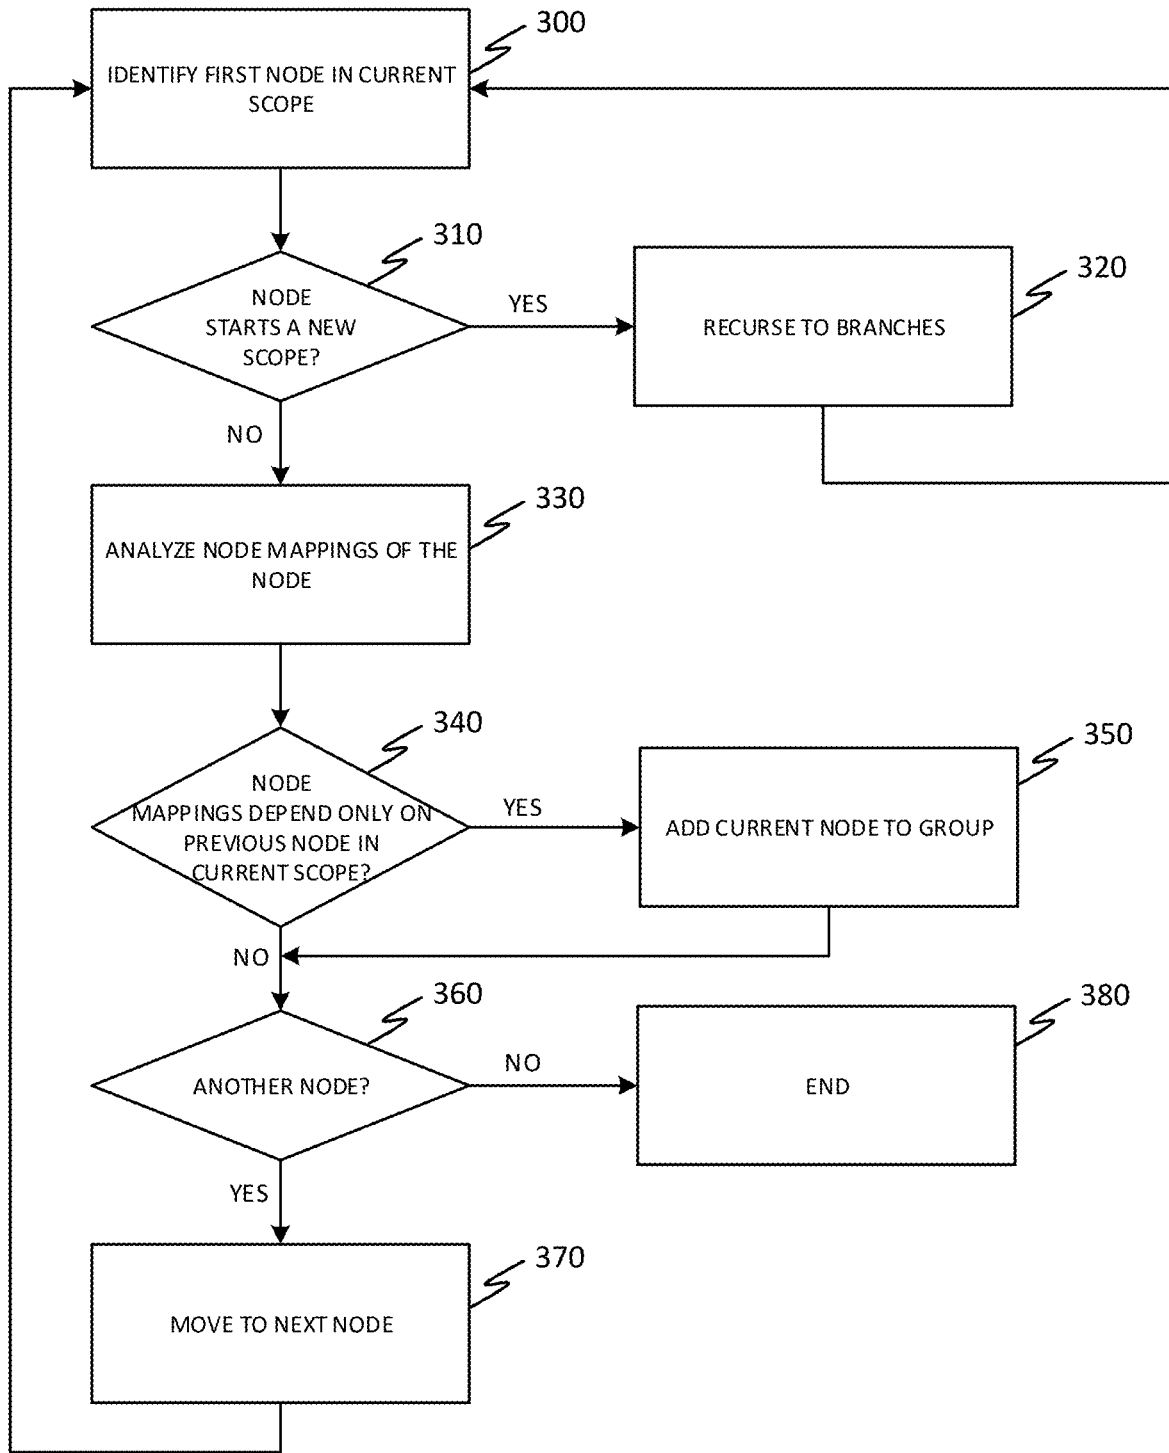 300
IDENTIFY FIRST NODE IN CURRENT
SCOPE
310
NODE
STARTS A NEW
SCOPE?
YES
320
RECURSE TO BRANCHES
NO
330
ANALYZE NODE MAPPINGS OF THE
NODE
340
NODE
MAPPINGS DEPEND ONLY ON
PREVIOUS NODE IN
CURRENT SCOPE?
YES
350
ADD CURRENT NODE TO GROUP
NO
360
ANOTHER NODE?
NO
380
END
YES
370
MOVE TO NEXT NODE